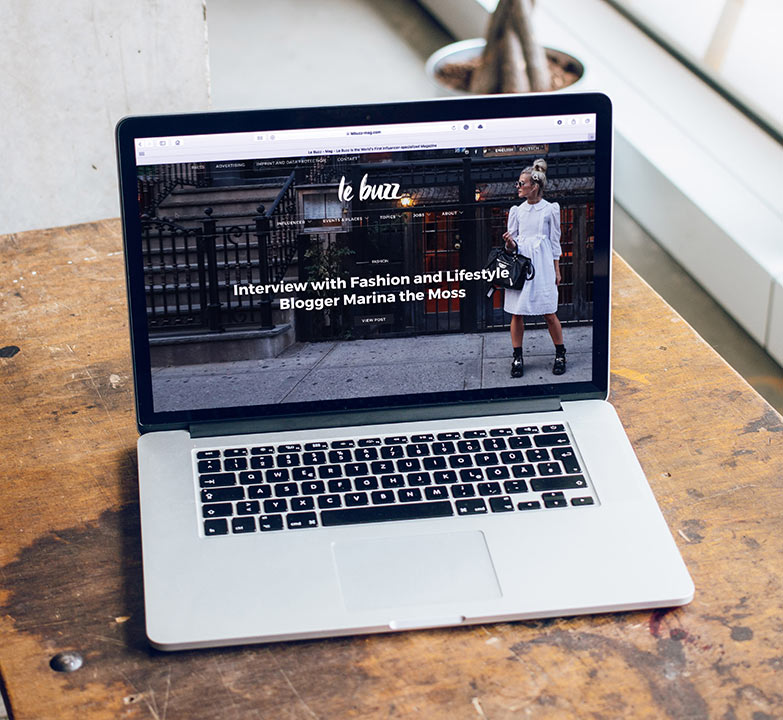 lebuzz-mag.com
Le Buzz - Mag - Le Buzz is the World's First influencer-specialized Magazine
ADVERTISING IMPRINT AND DATA PROTECTION CONTACT
ENGLISH DEUTSCH
le buzz
INFLUENCER EVENTS & PLACES TOPICS JOBS ABOUT
FASHION
Interview with Fashion and Lifestyle
Blogger Marina the Moss
VIEW POST